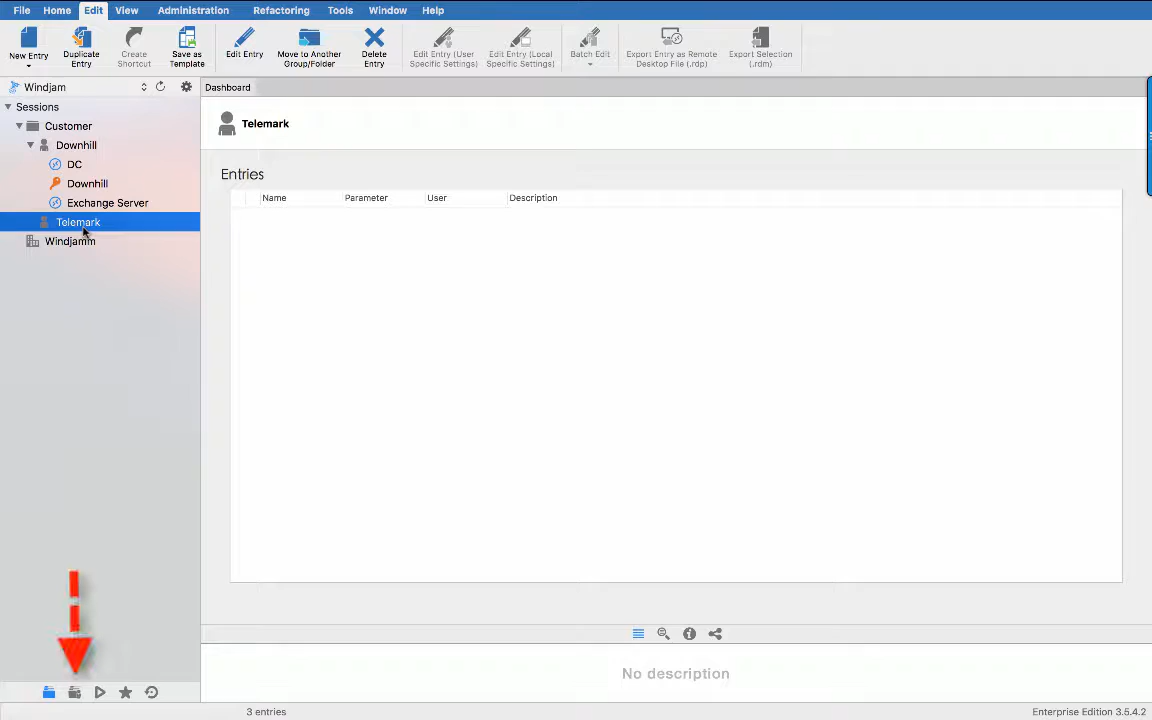 File Home Edit View Administration Refactoring Tools Window Help
New Entry
Duplicate Entry
Create Shortcut
Save as Template
Edit Entry
Move to Another Group/Folder
Delete Entry
Edit Entry (User Specific Settings)
Edit Entry (Local Specific Settings)
Batch Edit
Export Entry as Remote Desktop File (.rdp)
Export Selection (.rdm)
Windjam
Dashboard
Sessions
Customer
Downhill
DC
Downhill
Exchange Server
Telemark
Windjamm
Telemark
Entries
Name Parameter User Description
No description
3 entries
Enterprise Edition 3.5.4.2